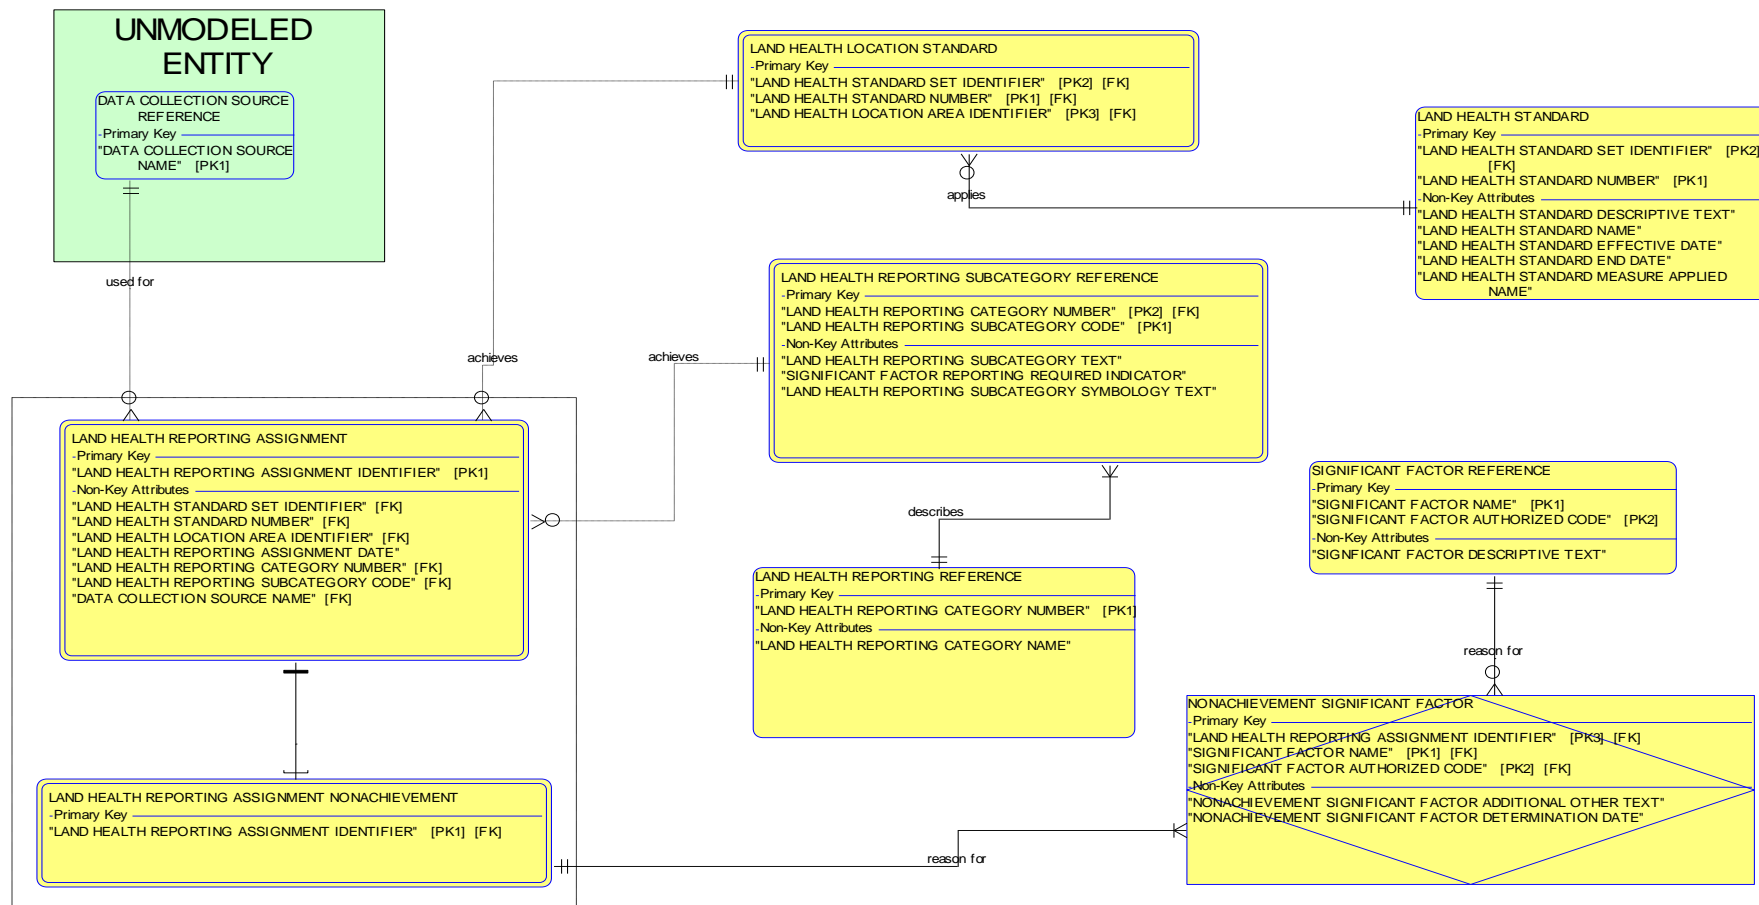 UNMODELED
ENTITY
DATA COLLECTION SOURCE
REFERENCE
-Primary Key
"DATA COLLECTION SOURCE
NAME" [PK1]
used for
LAND HEALTH LOCATION STANDARD
-Primary Key
"LAND HEALTH STANDARD SET IDENTIFIER" [PK2] [FK]
"LAND HEALTH STANDARD NUMBER" [PK1] [FK]
"LAND HEALTH LOCATION AREA IDENTIFIER" [PK3] [FK]
applies
LAND HEALTH STANDARD
-Primary Key
"LAND HEALTH STANDARD SET IDENTIFIER" [PK2]
[FK]
"LAND HEALTH STANDARD NUMBER" [PK1]
-Non-Key Attributes
"LAND HEALTH STANDARD DESCRIPTIVE TEXT"
"LAND HEALTH STANDARD NAME"
"LAND HEALTH STANDARD EFFECTIVE DATE"
"LAND HEALTH STANDARD END DATE"
"LAND HEALTH STANDARD MEASURE APPLIED
NAME"
achieves
achieves
LAND HEALTH REPORTING SUBCATEGORY REFERENCE
-Primary Key
"LAND HEALTH REPORTING CATEGORY NUMBER" [PK2] [FK]
"LAND HEALTH REPORTING SUBCATEGORY CODE" [PK1]
-Non-Key Attributes
"LAND HEALTH REPORTING SUBCATEGORY TEXT"
"SIGNIFICANT FACTOR REPORTING REQUIRED INDICATOR"
"LAND HEALTH REPORTING SUBCATEGORY SYMBOLOGY TEXT"
LAND HEALTH REPORTING ASSIGNMENT
-Primary Key
"LAND HEALTH REPORTING ASSIGNMENT IDENTIFIER" [PK1]
-Non-Key Attributes
"LAND HEALTH STANDARD SET IDENTIFIER" [FK]
"LAND HEALTH STANDARD NUMBER" [FK]
"LAND HEALTH LOCATION AREA IDENTIFIER" [FK]
"LAND HEALTH REPORTING ASSIGNMENT DATE"
"LAND HEALTH REPORTING CATEGORY NUMBER" [FK]
"LAND HEALTH REPORTING SUBCATEGORY CODE" [FK]
"DATA COLLECTION SOURCE NAME" [FK]
describes
LAND HEALTH REPORTING REFERENCE
-Primary Key
"LAND HEALTH REPORTING CATEGORY NUMBER" [PK1]
-Non-Key Attributes
"LAND HEALTH REPORTING CATEGORY NAME"
SIGNIFICANT FACTOR REFERENCE
-Primary Key
"SIGNIFICANT FACTOR NAME" [PK1]
"SIGNIFICANT FACTOR AUTHORIZED CODE" [PK2]
-Non-Key Attributes
"SIGNFICANT FACTOR DESCRIPTIVE TEXT"
reason for
NONACHIEVEMENT SIGNIFICANT FACTOR
-Primary Key
"LAND HEALTH REPORTING ASSIGNMENT IDENTIFIER" [PK3] [FK]
"SIGNIFICANT FACTOR NAME" [PK1] [FK]
"SIGNIFICANT FACTOR AUTHORIZED CODE" [PK2] [FK]
-Non-Key Attributes
"NONACHIEVEMENT SIGNIFICANT FACTOR ADDITIONAL OTHER TEXT"
"NONACHIEVEMENT SIGNIFICANT FACTOR DETERMINATION DATE"
LAND HEALTH REPORTING ASSIGNMENT NONACHIEVEMENT
-Primary Key
"LAND HEALTH REPORTING ASSIGNMENT IDENTIFIER" [PK1] [FK]
reason for